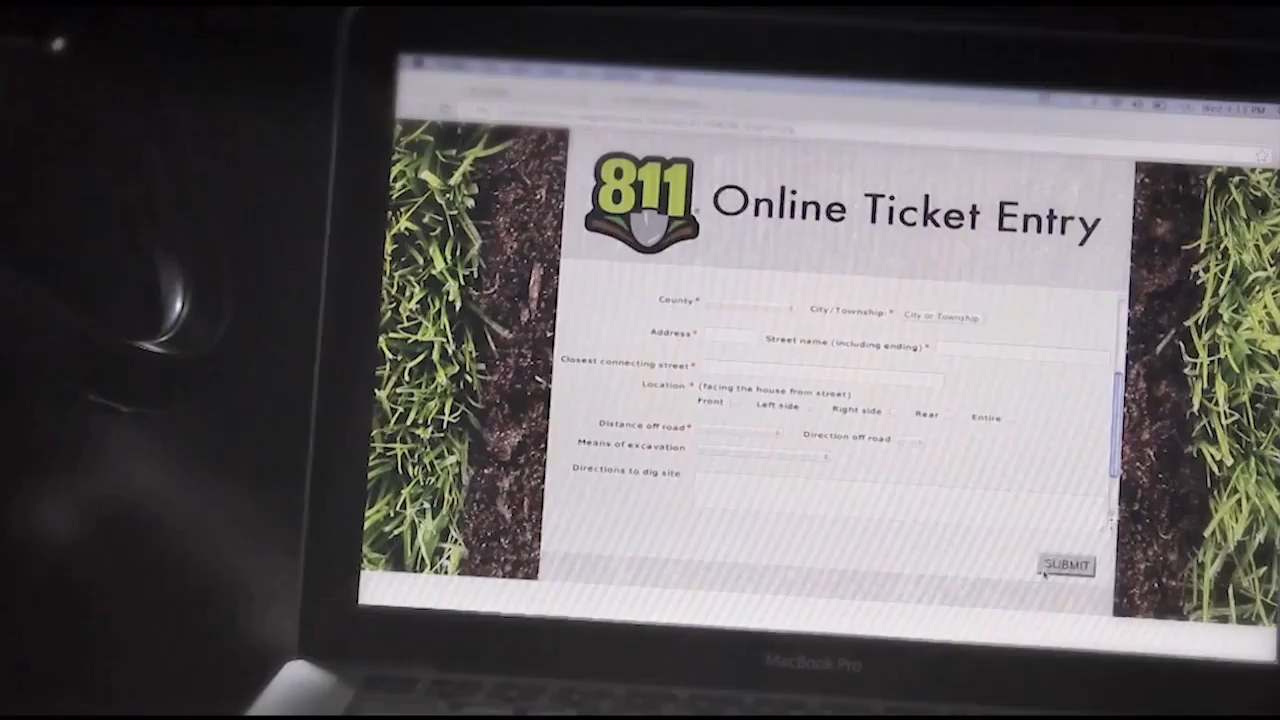 811 Online Ticket Entry
County* City/Township:* City or Township
Address* Street name (including ending)*
Closest connecting street*
Location * (facing the house from street)
Front Left side Right side Rear Entire
Distance off road* Direction off road
Means of excavation
Directions to dig site
SUBMIT
MacBook Pro